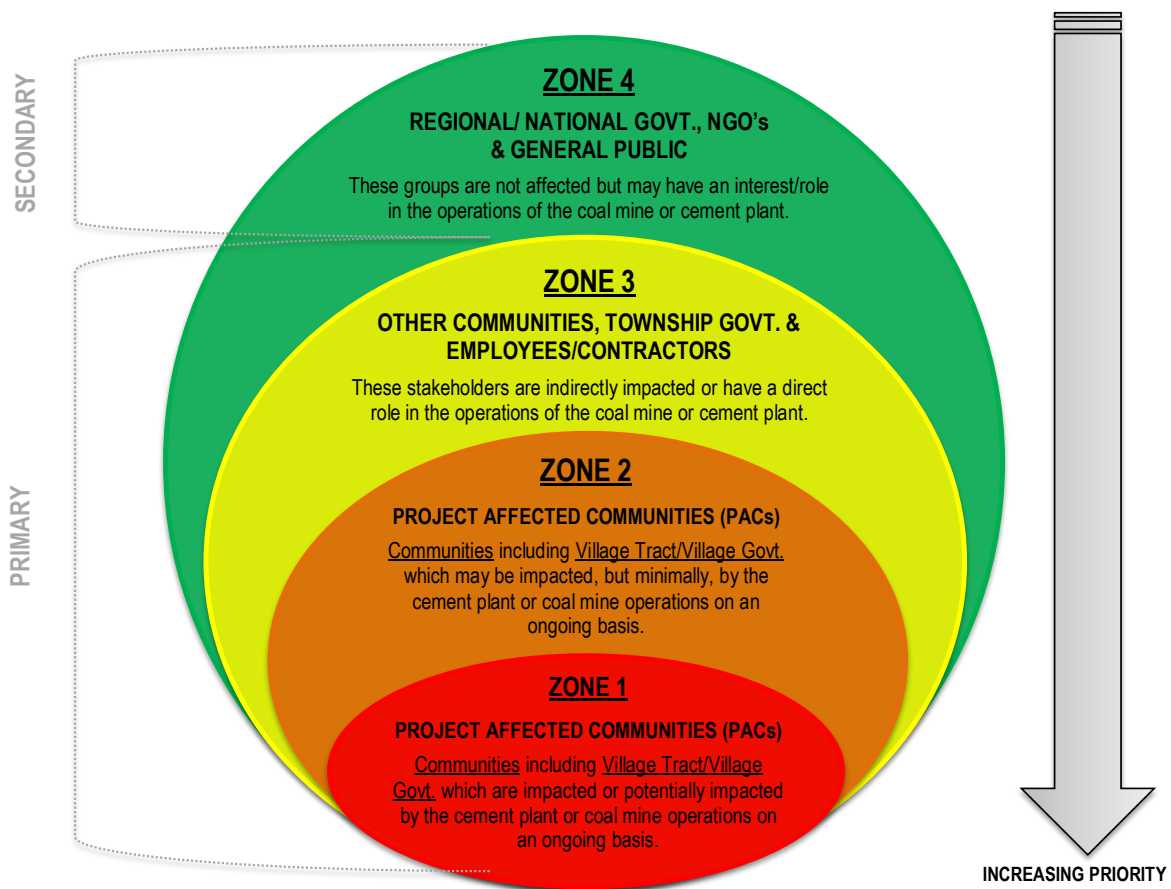 SECONDARY
ZONE 4
REGIONAL/ NATIONAL GOVT., NGO's
& GENERAL PUBLIC
These groups are not affected but may have an interest/role
in the operations of the coal mine or cement plant.
PRIMARY
ZONE 3
OTHER COMMUNITIES, TOWNSHIP GOVT. &
EMPLOYEES/CONTRACTORS
These stakeholders are indirectly impacted or have a direct
role in the operations of the coal mine or cement plant.
ZONE 2
PROJECT AFFECTED COMMUNITIES (PACs)
Communities including Village Tract/Village Govt.
which may be impacted, but minimally, by the
cement plant or coal mine operations on an
ongoing basis.
ZONE 1
PROJECT AFFECTED COMMUNITIES (PACs)
Communities including Village Tract/Village
Govt. which are impacted or potentially impacted
by the cement plant or coal mine operations on
an ongoing basis.
INCREASING PRIORITY